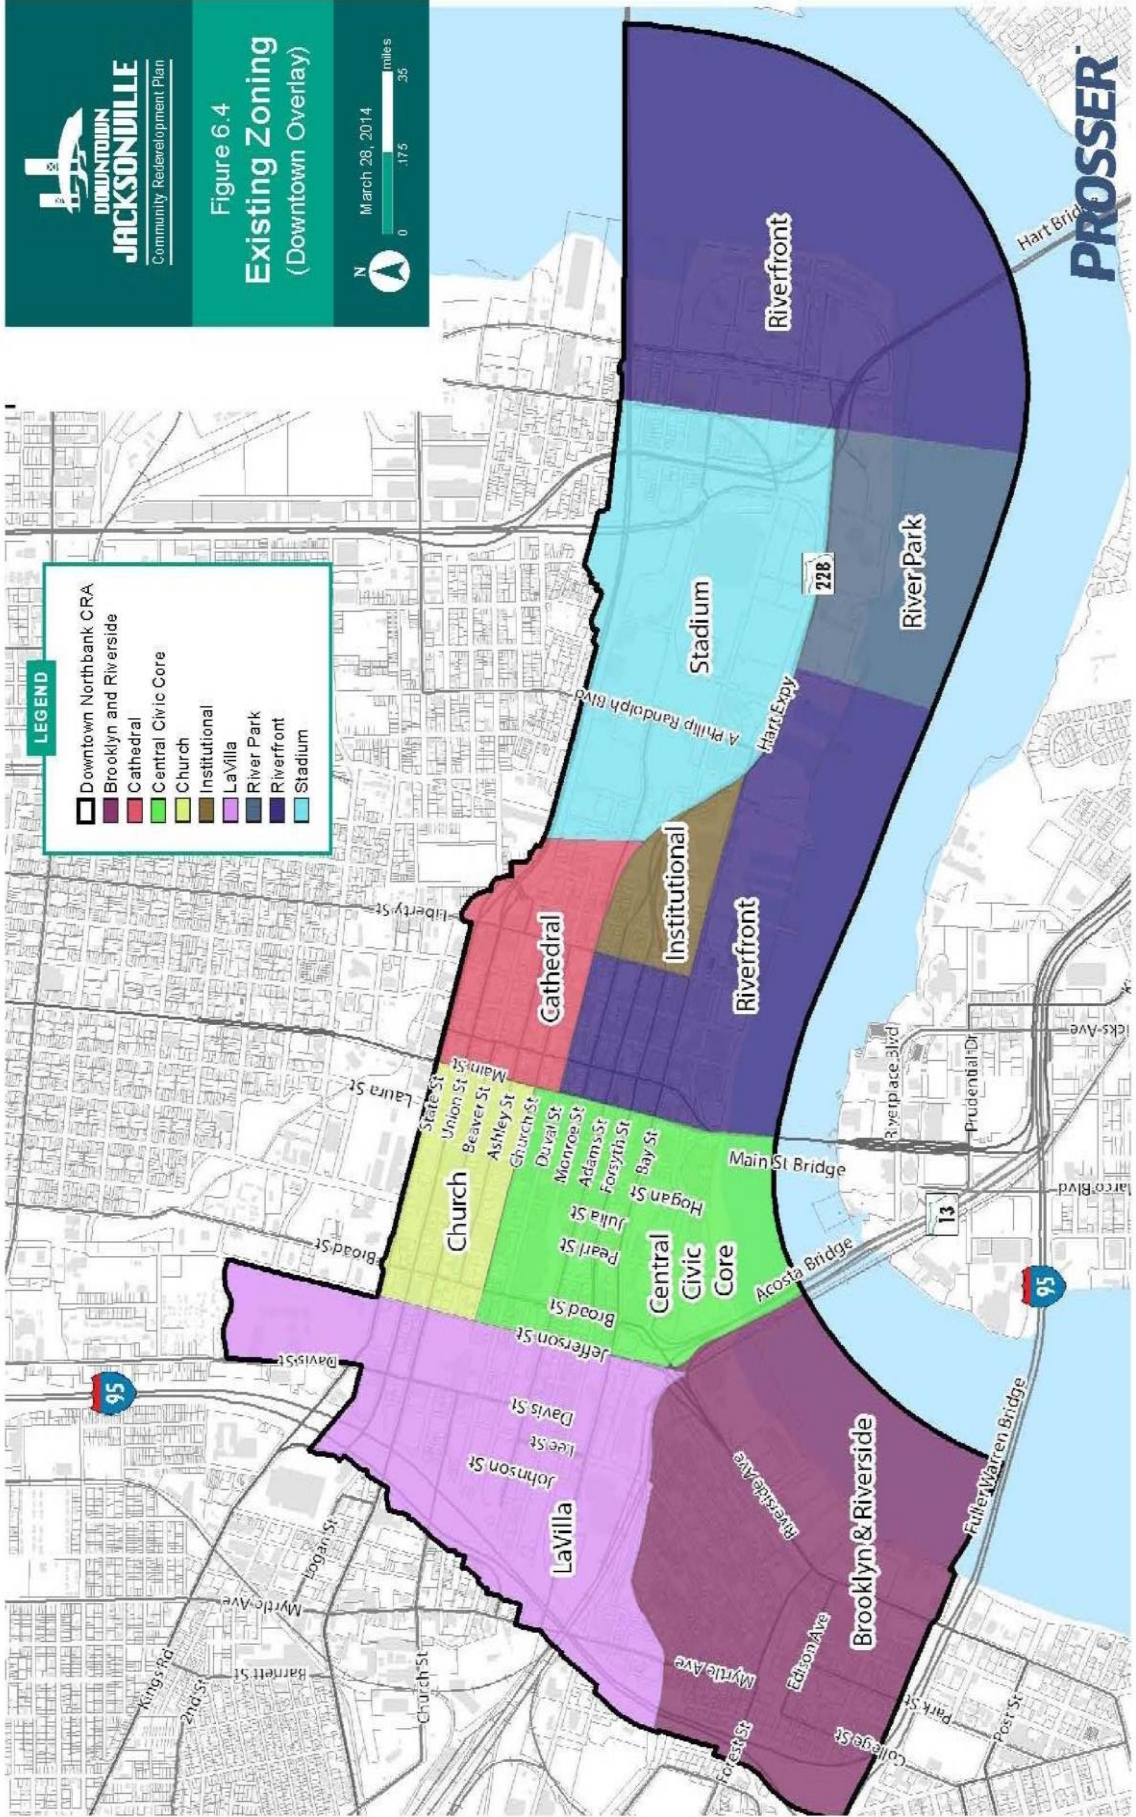 DOWNTOWN
JACKSONVILLE
Community Redevelopment Plan
Figure 6.4
Existing Zoning
(Downtown Overlay)
March 28, 2014
N
0 .175 .35
miles
LEGEND
Downtown Northbank CRA
Brooklyn and Riverside
Cathedral
Central Civic Core
Church
Institutional
LaVilla
River Park
Riverfront
Stadium
95
Kings Rd
2nd St
Barnett St
Myrtle Ave
Logan St
Church St
Davis St
Broad St
Laura St
Liberty St
State St
Union St
Beaver St
Ashley St
Church St
Duval St
Monroe St
Adams St
Forsyth St
Bay St
Main St
Church
Cathedral
LaVilla
Johnson St
Lee St
Davis St
Jefferson St
Broad St
Pearl St
Julia St
Hogan St
Central
Civic
Core
Institutional
Stadium
A Philip Randolph Blvd
Hart Expy
228
Riverfront
Riverfront
River Park
Hart Bridge
Main St Bridge
Acosta Bridge
Riverside Ave
Brooklyn & Riverside
Myrtle Ave
Edison Ave
Forest St
College St
Park St
Post St
Fuller Warren Bridge
95
13
Riverplace Blvd
Prudential Dr
PROSSER